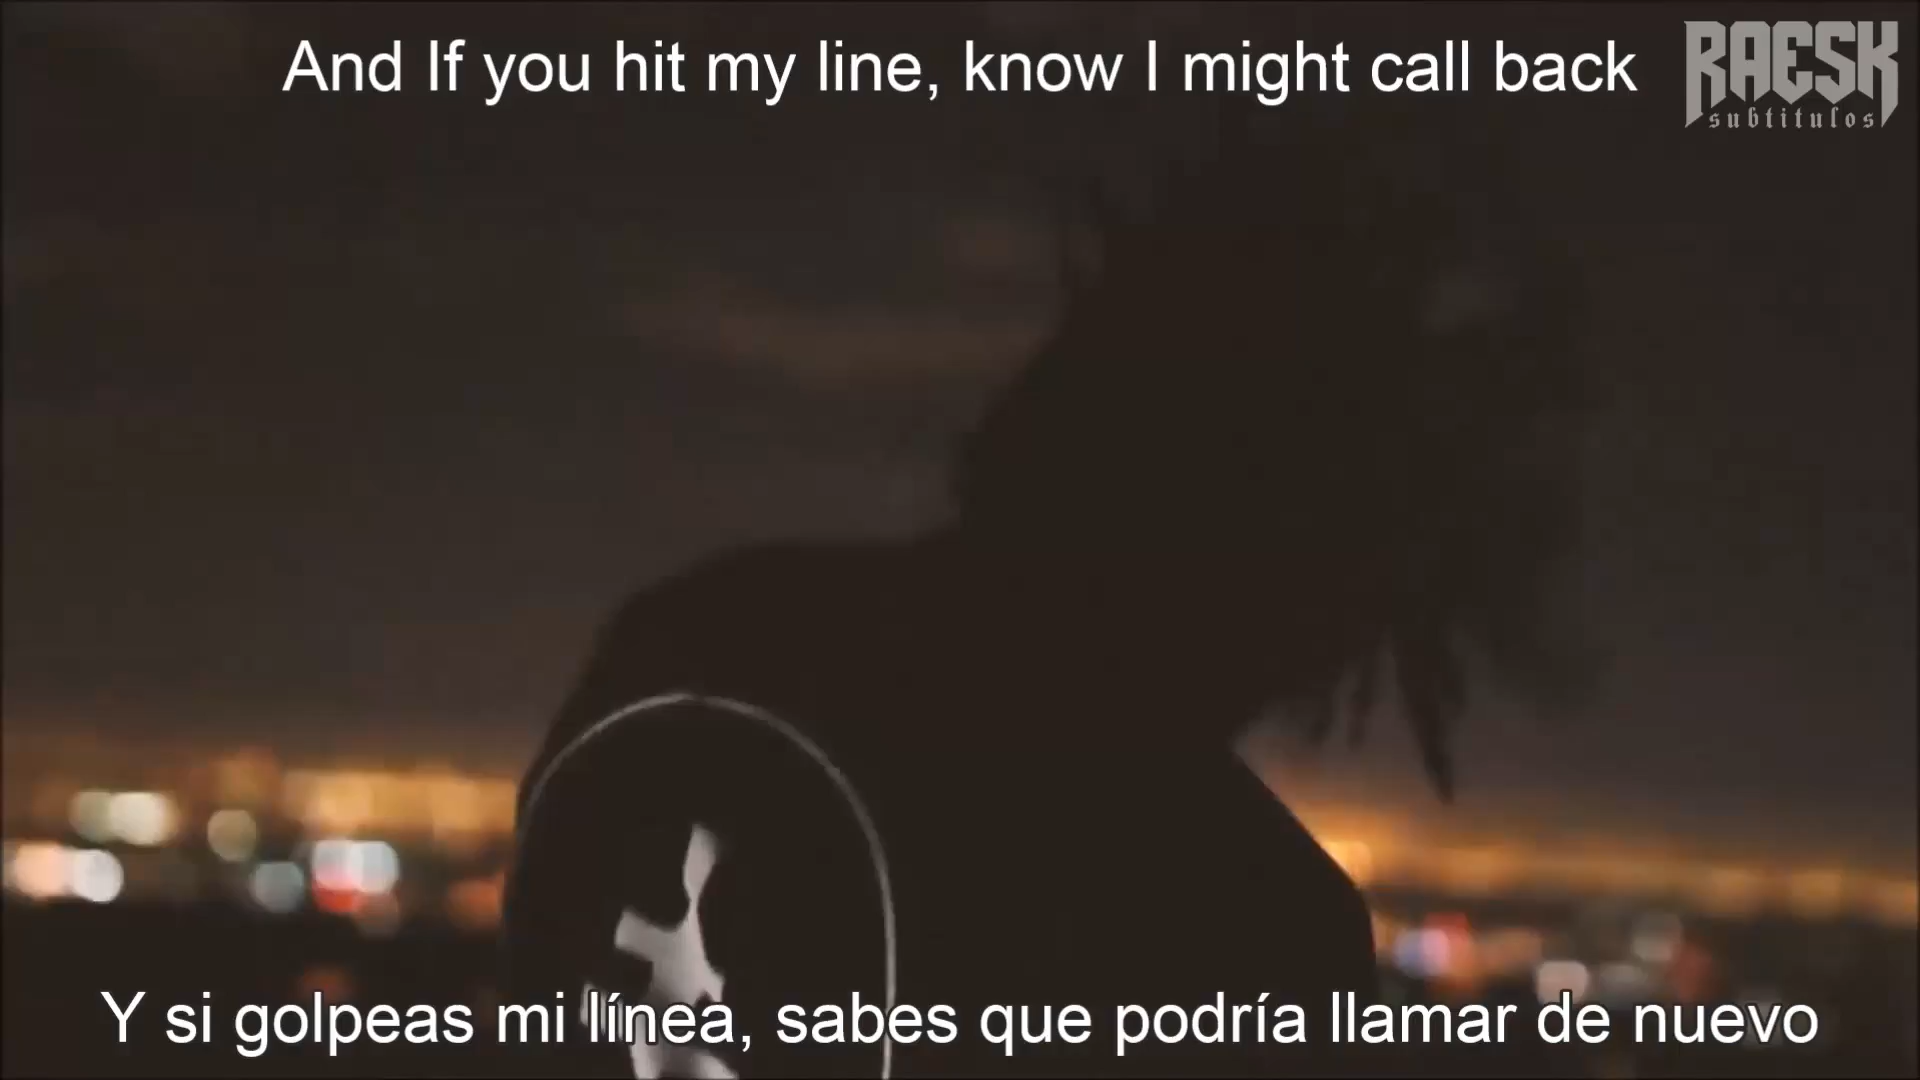 And If you hit my line, know I might call back
RAESK
subtitulos
Y si golpeas mi línea, sabes que podría llamar de nuevo